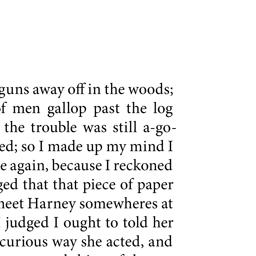 guns away off in the woods;
men gallop past the log
the trouble was still a-go-
so I made up my mind I
again, because I reckoned
that that piece of paper
meet Harney somewheres at
I judged I ought to told her
curious way she acted, and